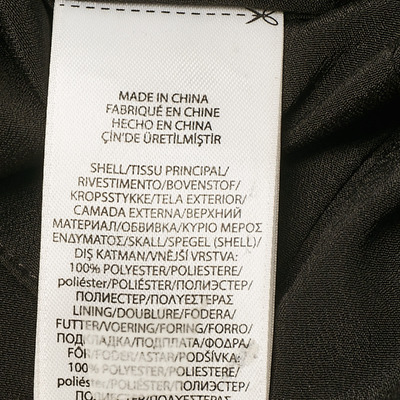 MADE IN CHINA
FABRIQUÉ EN CHINE
HECHO EN CHINA
ÇİN'DE ÜRETİLMİŞTİR
SHELL/TISSU PRINCIPAL/
RIVESTIMENTO/BOVENSTOF/
KROPSSTYKKE/TELA EXTERIOR/
CAMADA EXTERNA/ВЕРХНИЙ
МАТЕРИАЛ/ОБВИВКА/ΚΥΡΙΟ ΜΕΡΟΣ
ΕΝΔΥΜΑΤΟΣ/SKALL/SPEGEL (SHELL)/
DIŞ KATMAN/VNĚJŠÍ VRSTVA:
100% POLYESTER/POLIESTERE/
poliéster/POLIÉSTER/ПОЛИЭСТЕР/
ПОЛИЕСТЕР/ΠΟΛΥΕΣΤΕΡΑΣ
LINING/DOUBLURE/FODERA/
FUTTER/VOERING/FORING/FORRO/
ПОДКЛАДКА/ПОДПЛАТА/ΦΟΔΡΑ/
FODER/ASTAR/PODŠÍVKA:
100% POLYESTER/POLIESTERE/
poliéster/POLIÉSTER/ПОЛИЭСТЕР/
ПОЛИЕСТЕР/ΠΟΛΥΕΣΤΕΡΑΣ